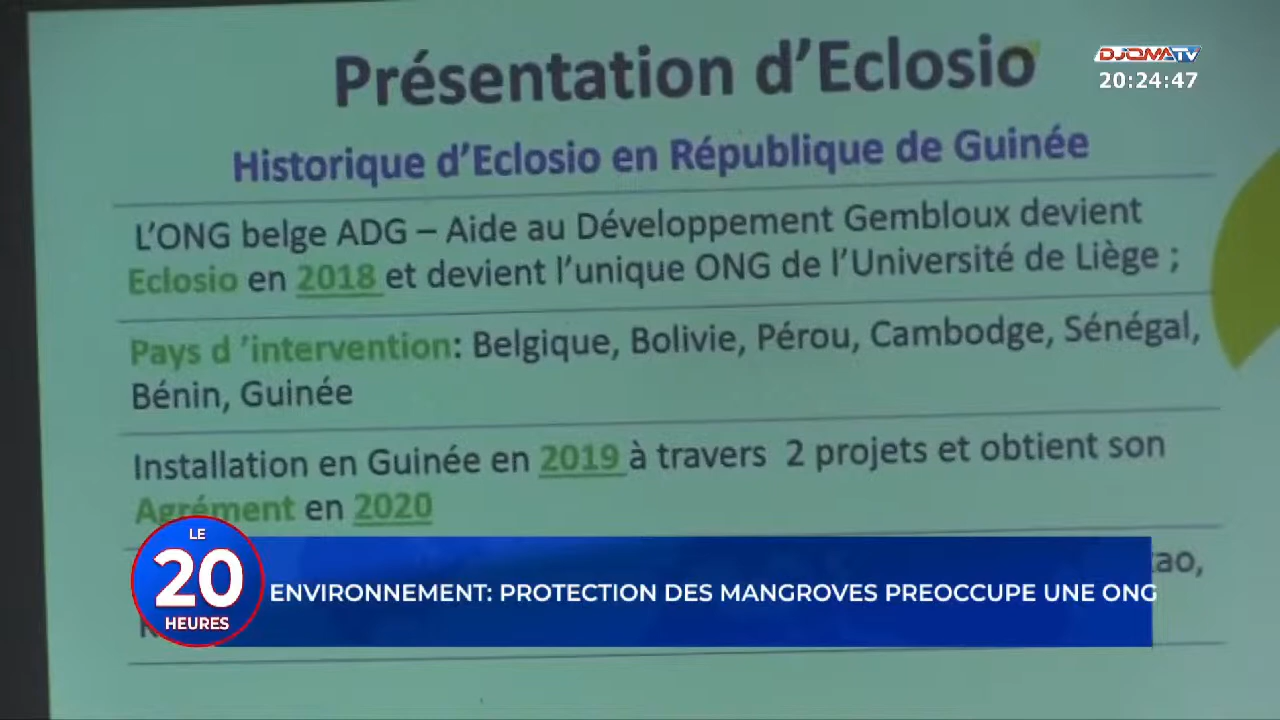 Présentation d'Eclosio
DJOMA TV
20:24:47
Historique d'Eclosio en République de Guinée
L'ONG belge ADG – Aide au Développement Gembloux devient
Eclosio en 2018 et devient l'unique ONG de l'Université de Liège ;
Pays d 'intervention: Belgique, Bolivie, Pérou, Cambodge, Sénégal,
Bénin, Guinée
Installation en Guinée en 2019 à travers 2 projets et obtient son
Agrément en 2020
LE
20
HEURES
ENVIRONNEMENT: PROTECTION DES MANGROVES PREOCCUPE UNE ONG